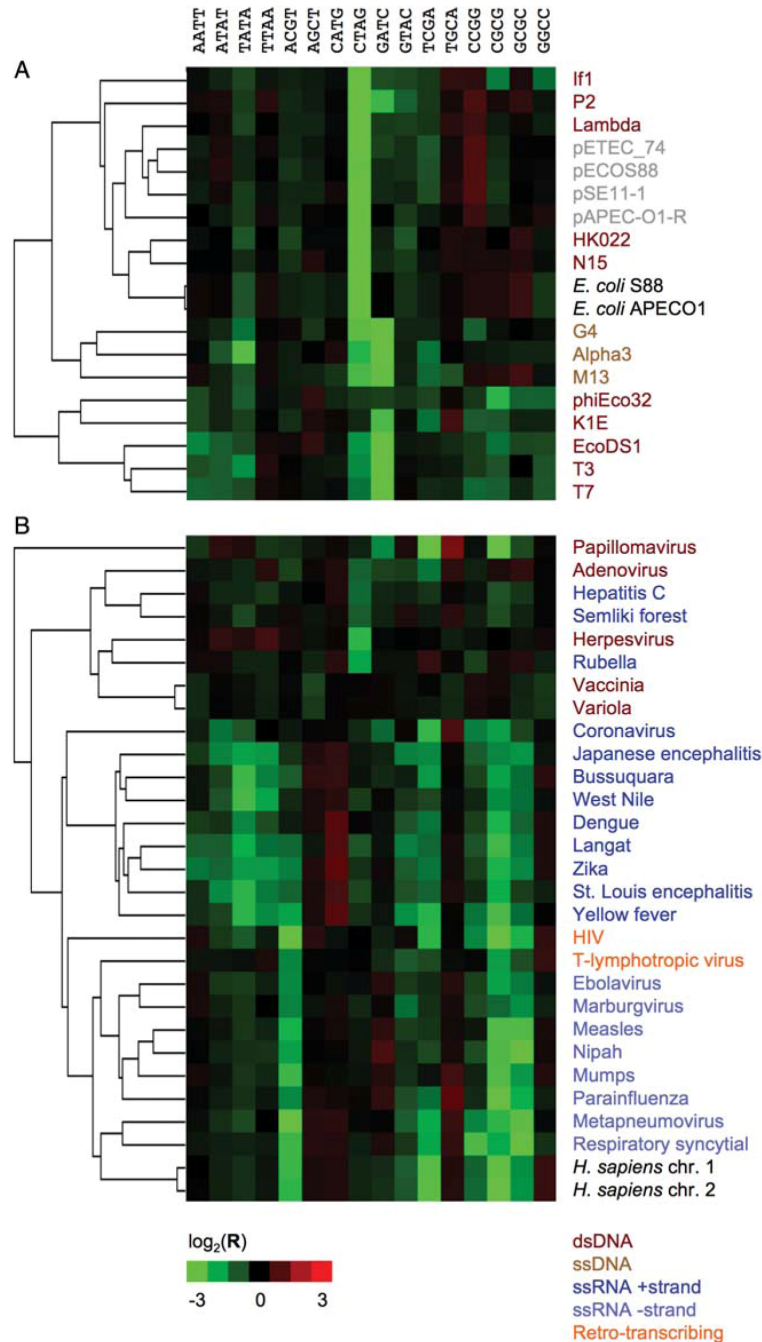 AATT ATAT TATA TTAA ACGT AGCT CATG CTAG GATC GTAC TCGA TGCA CCGG CGCG GCGC GGCC
A
If1
P2
Lambda
pETEC_74
pECOS88
pSE11-1
pAPEC-O1-R
HK022
N15
E. coli S88
E. coli APECO1
G4
Alpha3
M13
phiEco32
K1E
EcoDS1
T3
T7
B
Papillomavirus
Adenovirus
Hepatitis C
Semliki forest
Herpesvirus
Rubella
Vaccinia
Variola
Coronavirus
Japanese encephalitis
Bussuquara
West Nile
Dengue
Langat
Zika
St. Louis encephalitis
Yellow fever
HIV
T-lymphotropic virus
Ebolavirus
Marburgvirus
Measles
Nipah
Mumps
Parainfluenza
Metapneumovirus
Respiratory syncytial
H. sapiens chr. 1
H. sapiens chr. 2
log2(R)
-3 0 3
dsDNA
ssDNA
ssRNA +strand
ssRNA -strand
Retro-transcribing